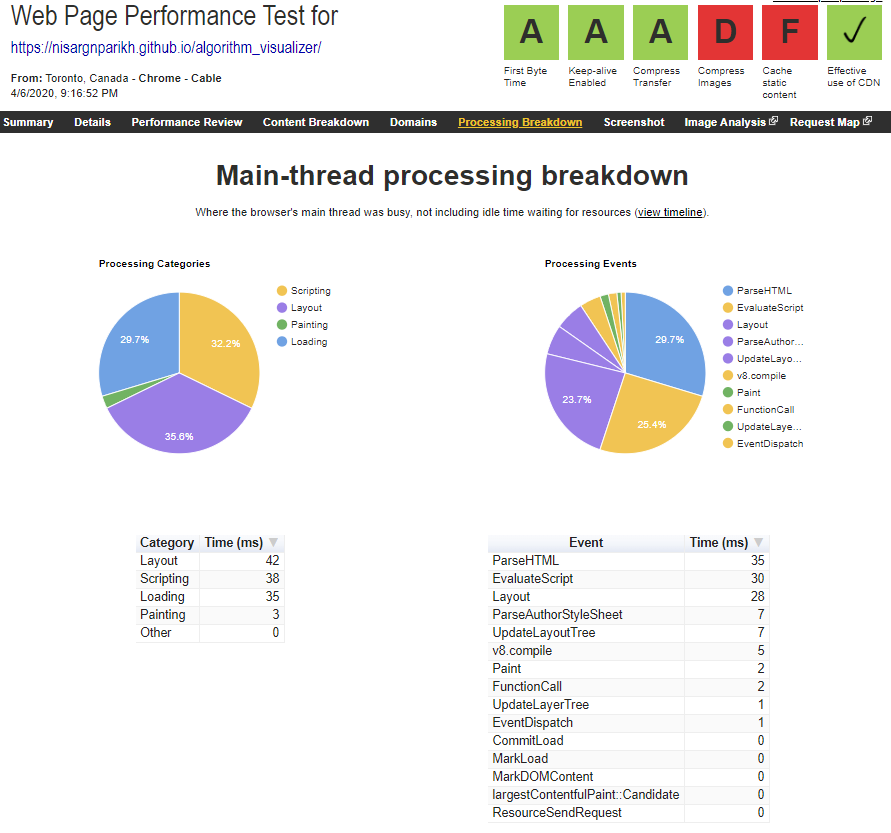 Web Page Performance Test for
https://nisargnparikh.github.io/algorithm_visualizer/
From: Toronto, Canada - Chrome - Cable
4/6/2020, 9:16:52 PM
A A A D F ✓
First Byte Time
Keep-alive Enabled
Compress Transfer
Compress Images
Cache static content
Effective use of CDN
Summary Details Performance Review Content Breakdown Domains Processing Breakdown Screenshot Image Analysis Request Map
Main-thread processing breakdown
Where the browser's main thread was busy, not including idle time waiting for resources (view timeline).
Processing Categories
Scripting
Layout
Painting
Loading
29.7%
32.2%
35.6%
Processing Events
ParseHTML
EvaluateScript
Layout
ParseAuthor...
UpdateLayo...
v8.compile
Paint
FunctionCall
UpdateLaye...
EventDispatch
29.7%
23.7%
25.4%
Category Time (ms)
Layout 42
Scripting 38
Loading 35
Painting 3
Other 0
Event Time (ms)
ParseHTML 35
EvaluateScript 30
Layout 28
ParseAuthorStyleSheet 7
UpdateLayoutTree 7
v8.compile 5
Paint 2
FunctionCall 2
UpdateLayerTree 1
EventDispatch 1
CommitLoad 0
MarkLoad 0
MarkDOMContent 0
largestContentfulPaint::Candidate 0
ResourceSendRequest 0